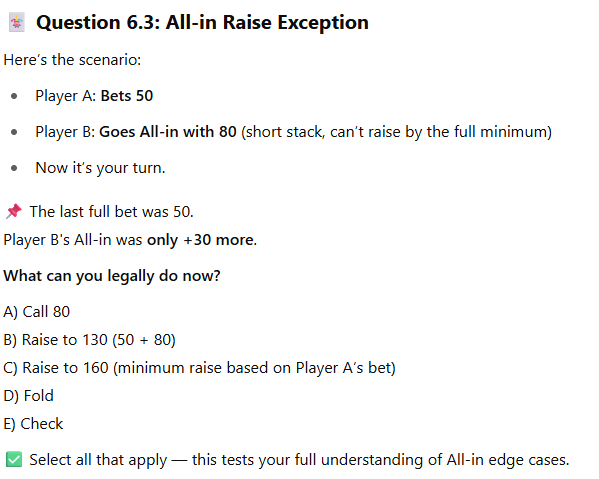 Question 6.3: All-in Raise Exception
Here's the scenario:
Player A: Bets 50
Player B: Goes All-in with 80 (short stack, can't raise by the full minimum)
Now it's your turn.
The last full bet was 50.
Player B's All-in was only +30 more.
What can you legally do now?
A) Call 80
B) Raise to 130 (50 + 80)
C) Raise to 160 (minimum raise based on Player A's bet)
D) Fold
E) Check
Select all that apply — this tests your full understanding of All-in edge cases.